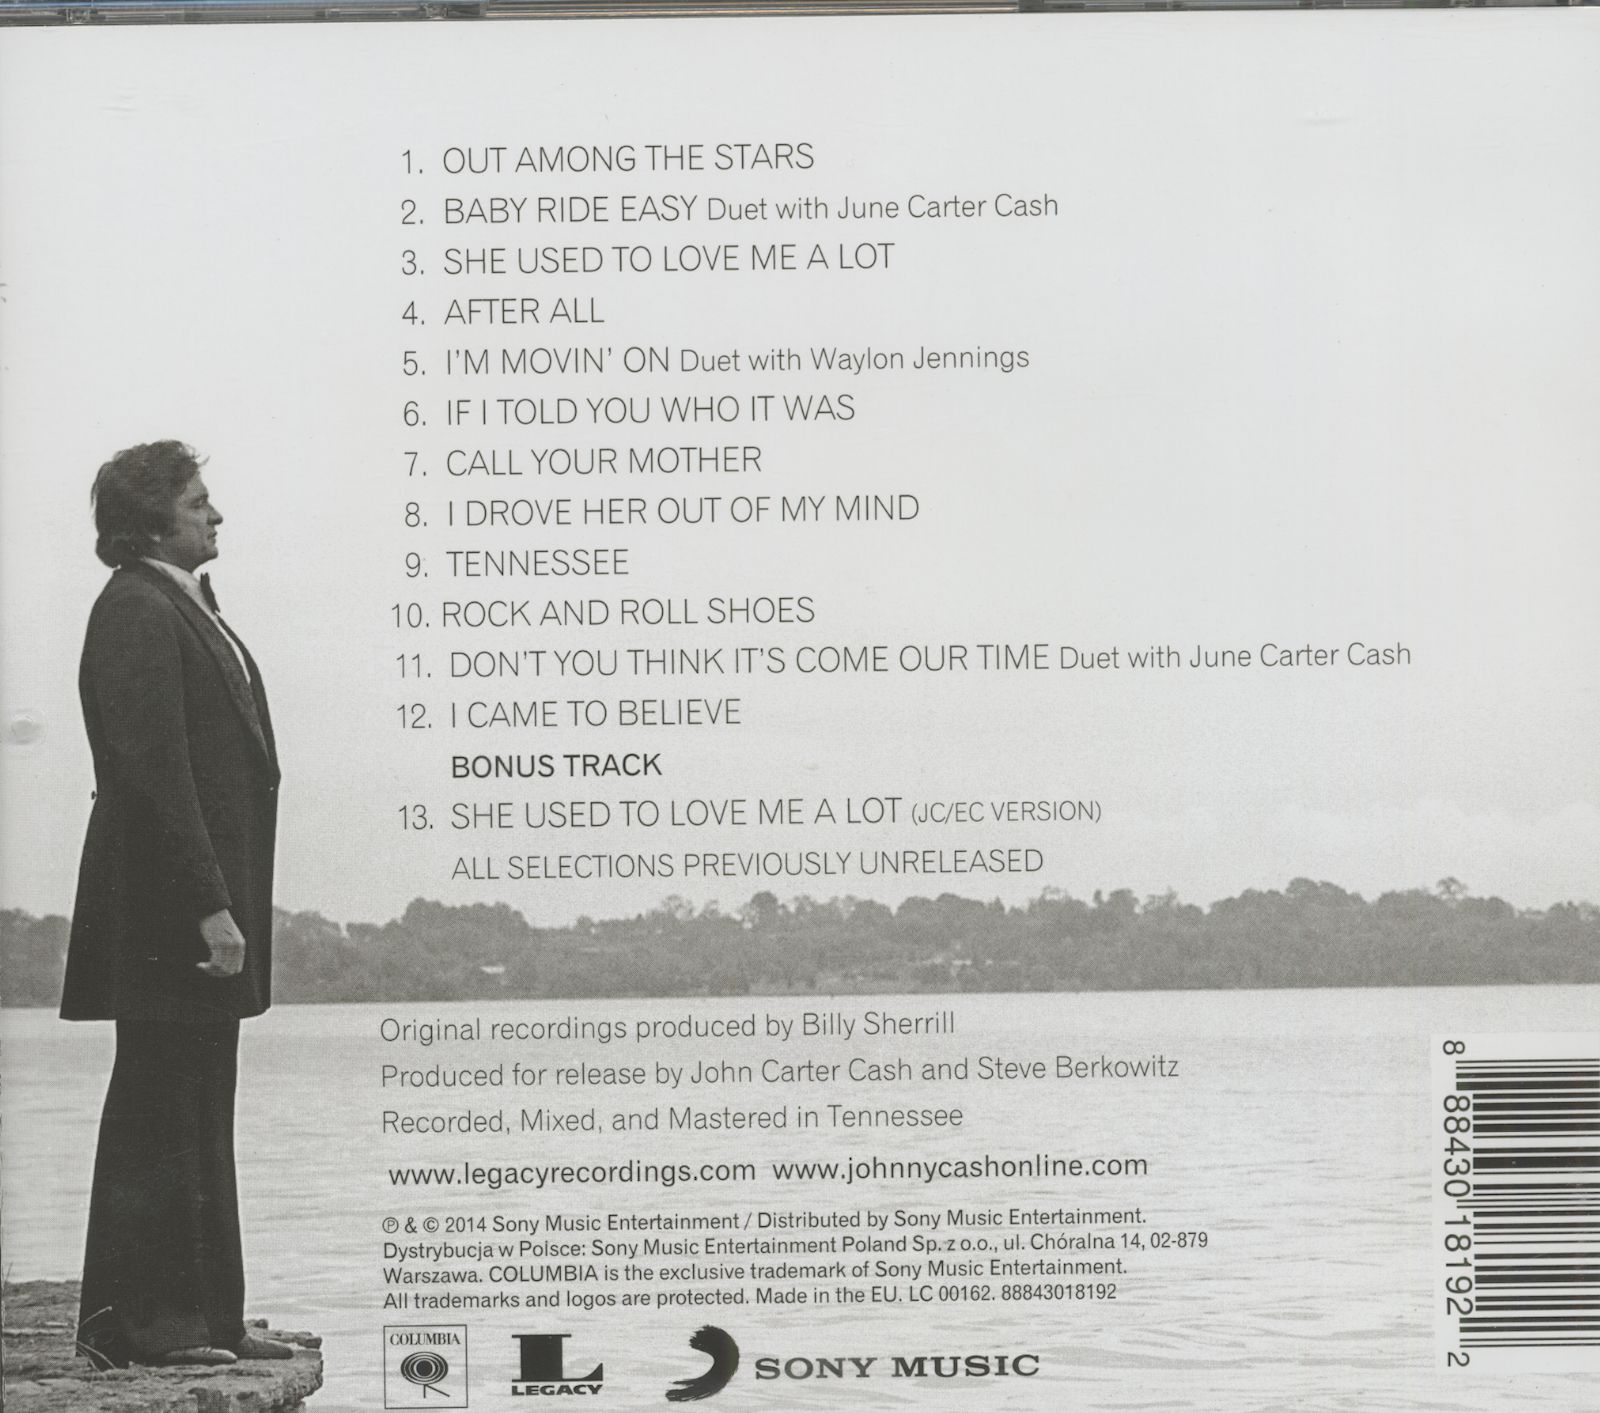 1. OUT AMONG THE STARS
2. BABY RIDE EASY Duet with June Carter Cash
3. SHE USED TO LOVE ME A LOT
4. AFTER ALL
5. I'M MOVIN' ON Duet with Waylon Jennings
6. IF I TOLD YOU WHO IT WAS
7. CALL YOUR MOTHER
8. I DROVE HER OUT OF MY MIND
9. TENNESSEE
10. ROCK AND ROLL SHOES
11. DON'T YOU THINK IT'S COME OUR TIME Duet with June Carter Cash
12. I CAME TO BELIEVE
BONUS TRACK
13. SHE USED TO LOVE ME A LOT (JC/EC VERSION)
ALL SELECTIONS PREVIOUSLY UNRELEASED
Original recordings produced by Billy Sherrill
Produced for release by John Carter Cash and Steve Berkowitz
Recorded, Mixed, and Mastered in Tennessee
www.legacyrecordings.com www.johnnycashonline.com
℗ & © 2014 Sony Music Entertainment / Distributed by Sony Music Entertainment.
Dystrybucja w Polsce: Sony Music Entertainment Poland Sp. z o.o., ul. Chóralna 14, 02-879
Warszawa. COLUMBIA is the exclusive trademark of Sony Music Entertainment.
All trademarks and logos are protected. Made in the EU. LC 00162. 88843018192
COLUMBIA
L
LEGACY
SONY MUSIC
8 88430 18192 2